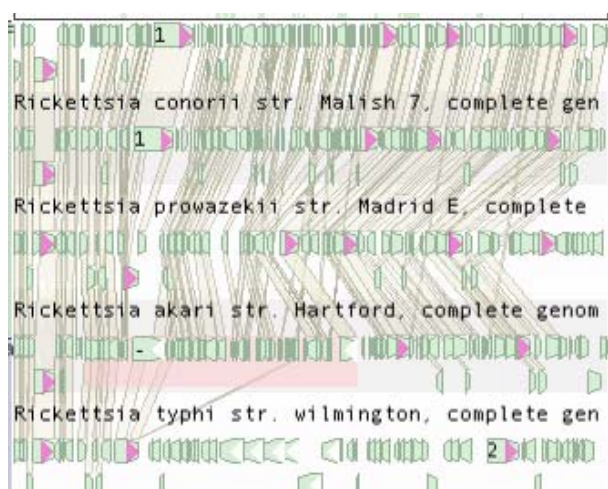 1
Rickettsia conorii str. Malish 7, complete gen
1
Rickettsia prowazekii str. Madrid E, complete
Rickettsia akari str. Hartford, complete genom
-
Rickettsia typhi str. wilmington, complete gen
2